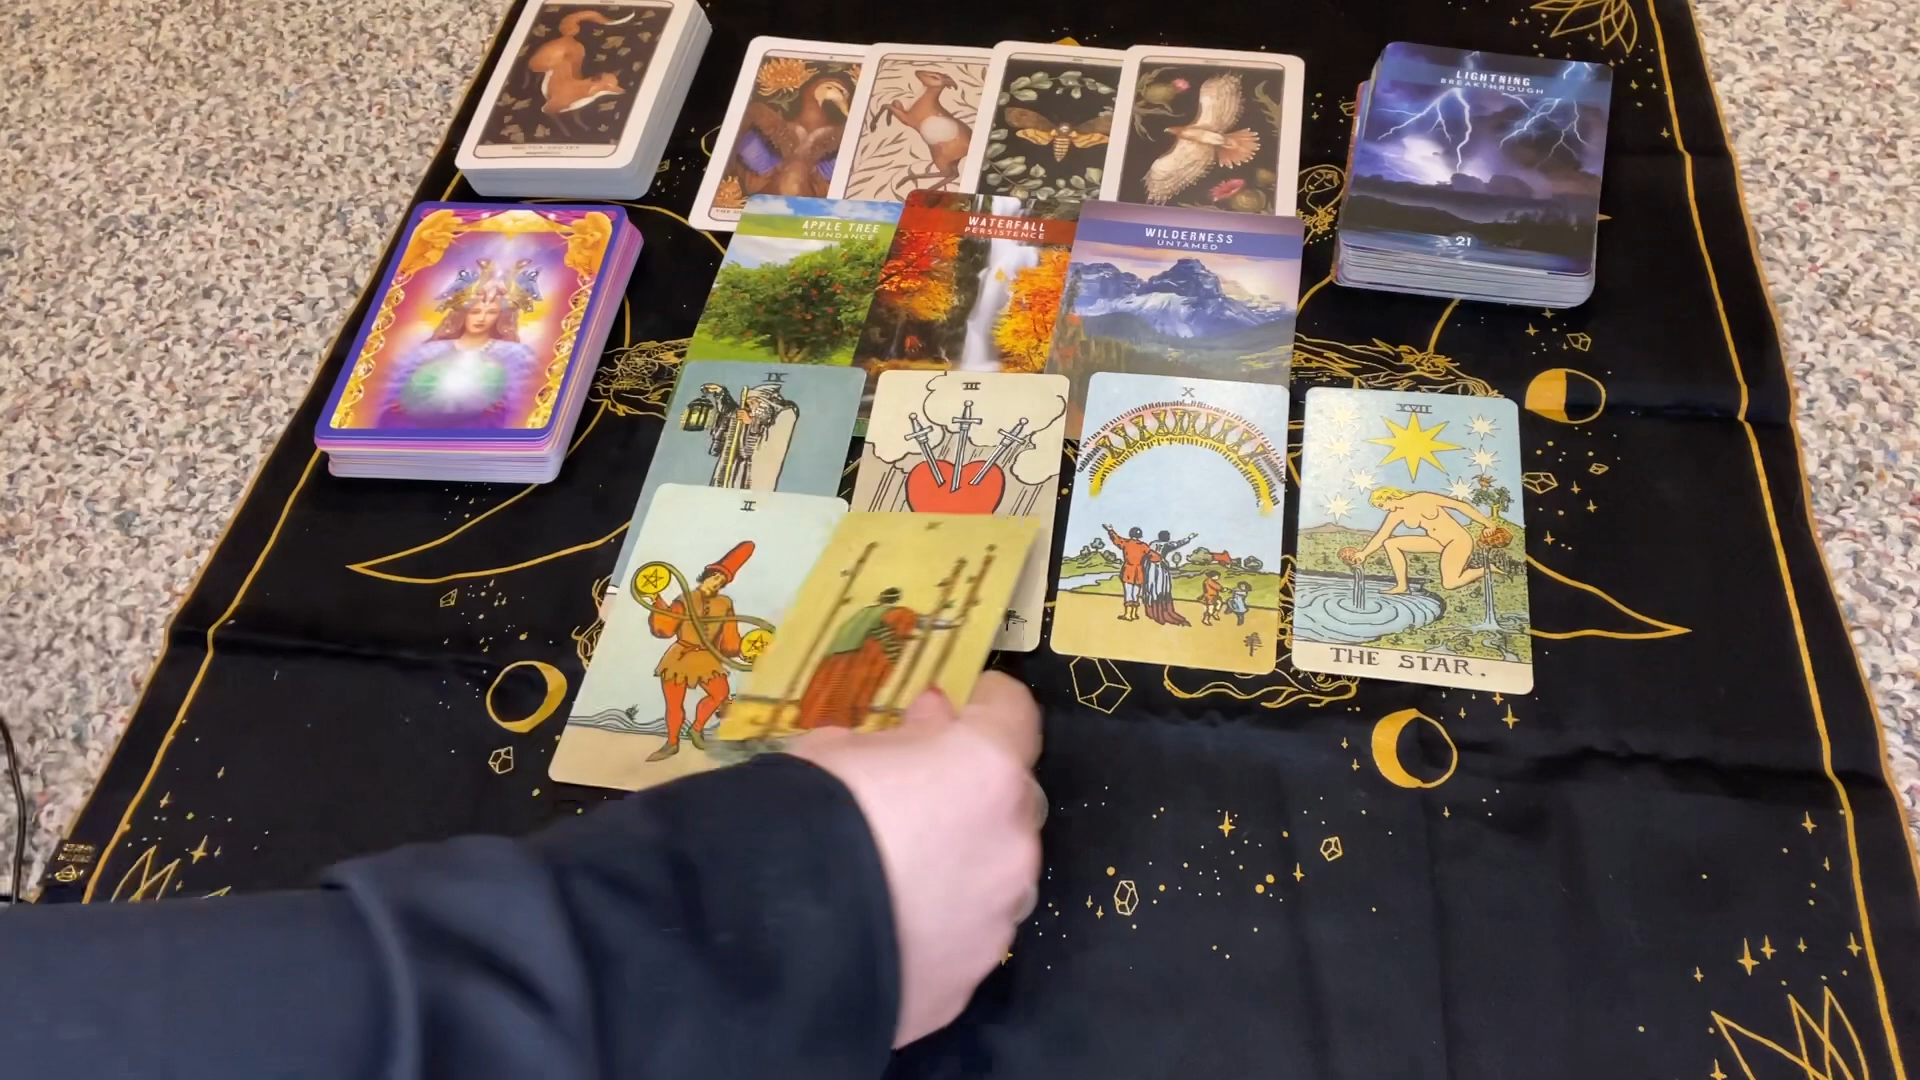 LIGHTNING
BREAKTHROUGH
21
APPLE TREE
ABUNDANCE
WATERFALL
PERSISTENCE
WILDERNESS
UNTAMED
IX
III
X
XVII
II
THE STAR.